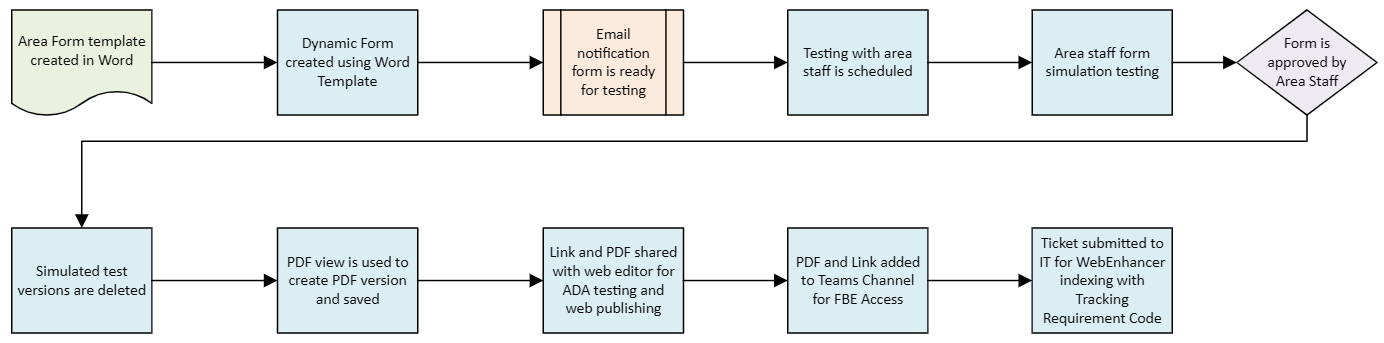 Area Form template
created in Word
Dynamic Form
created using Word
Template
Email
notification
form is ready
for testing
Testing with area
staff is scheduled
Area staff form
simulation testing
Form is
approved by
Area Staff
Simulated test
versions are deleted
PDF view is used to
create PDF version
and saved
Link and PDF shared
with web editor for
ADA testing and
web publishing
PDF and Link added
to Teams Channel
for FBE Access
Ticket submitted to
IT for WebEnhancer
indexing with
Tracking
Requirement Code